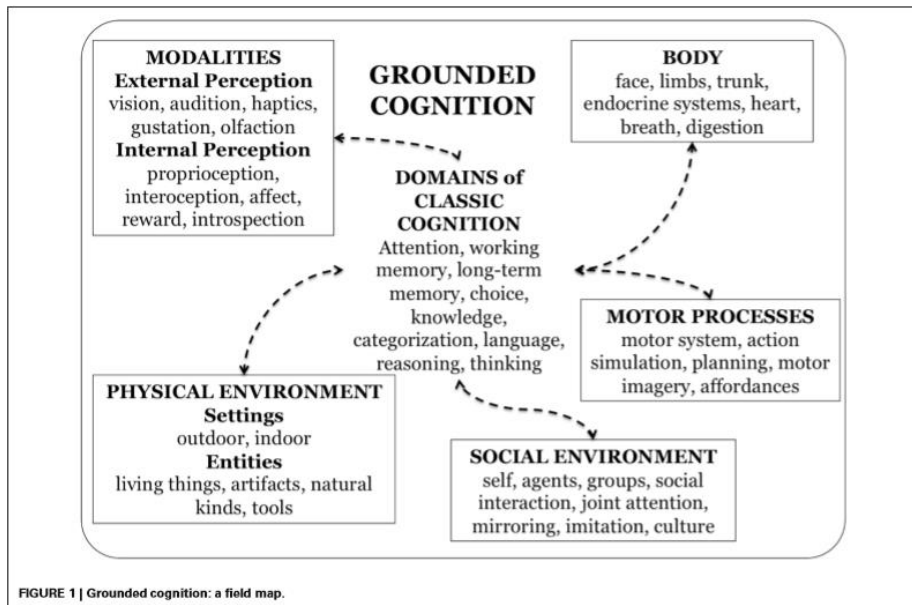 MODALITIES
External Perception
vision, audition, haptics,
gustation, olfaction
Internal Perception
proprioception,
interoception, affect,
reward, introspection
GROUNDED
COGNITION
BODY
face, limbs, trunk,
endocrine systems, heart,
breath, digestion
DOMAINS of
CLASSIC
COGNITION
Attention, working
memory, long-term
memory, choice,
knowledge,
categorization, language,
reasoning, thinking
MOTOR PROCESSES
motor system, action
simulation, planning, motor
imagery, affordances
PHYSICAL ENVIRONMENT
Settings
outdoor, indoor
Entities
living things, artifacts, natural
kinds, tools
SOCIAL ENVIRONMENT
self, agents, groups, social
interaction, joint attention,
mirroring, imitation, culture
FIGURE 1 | Grounded cognition: a field map.